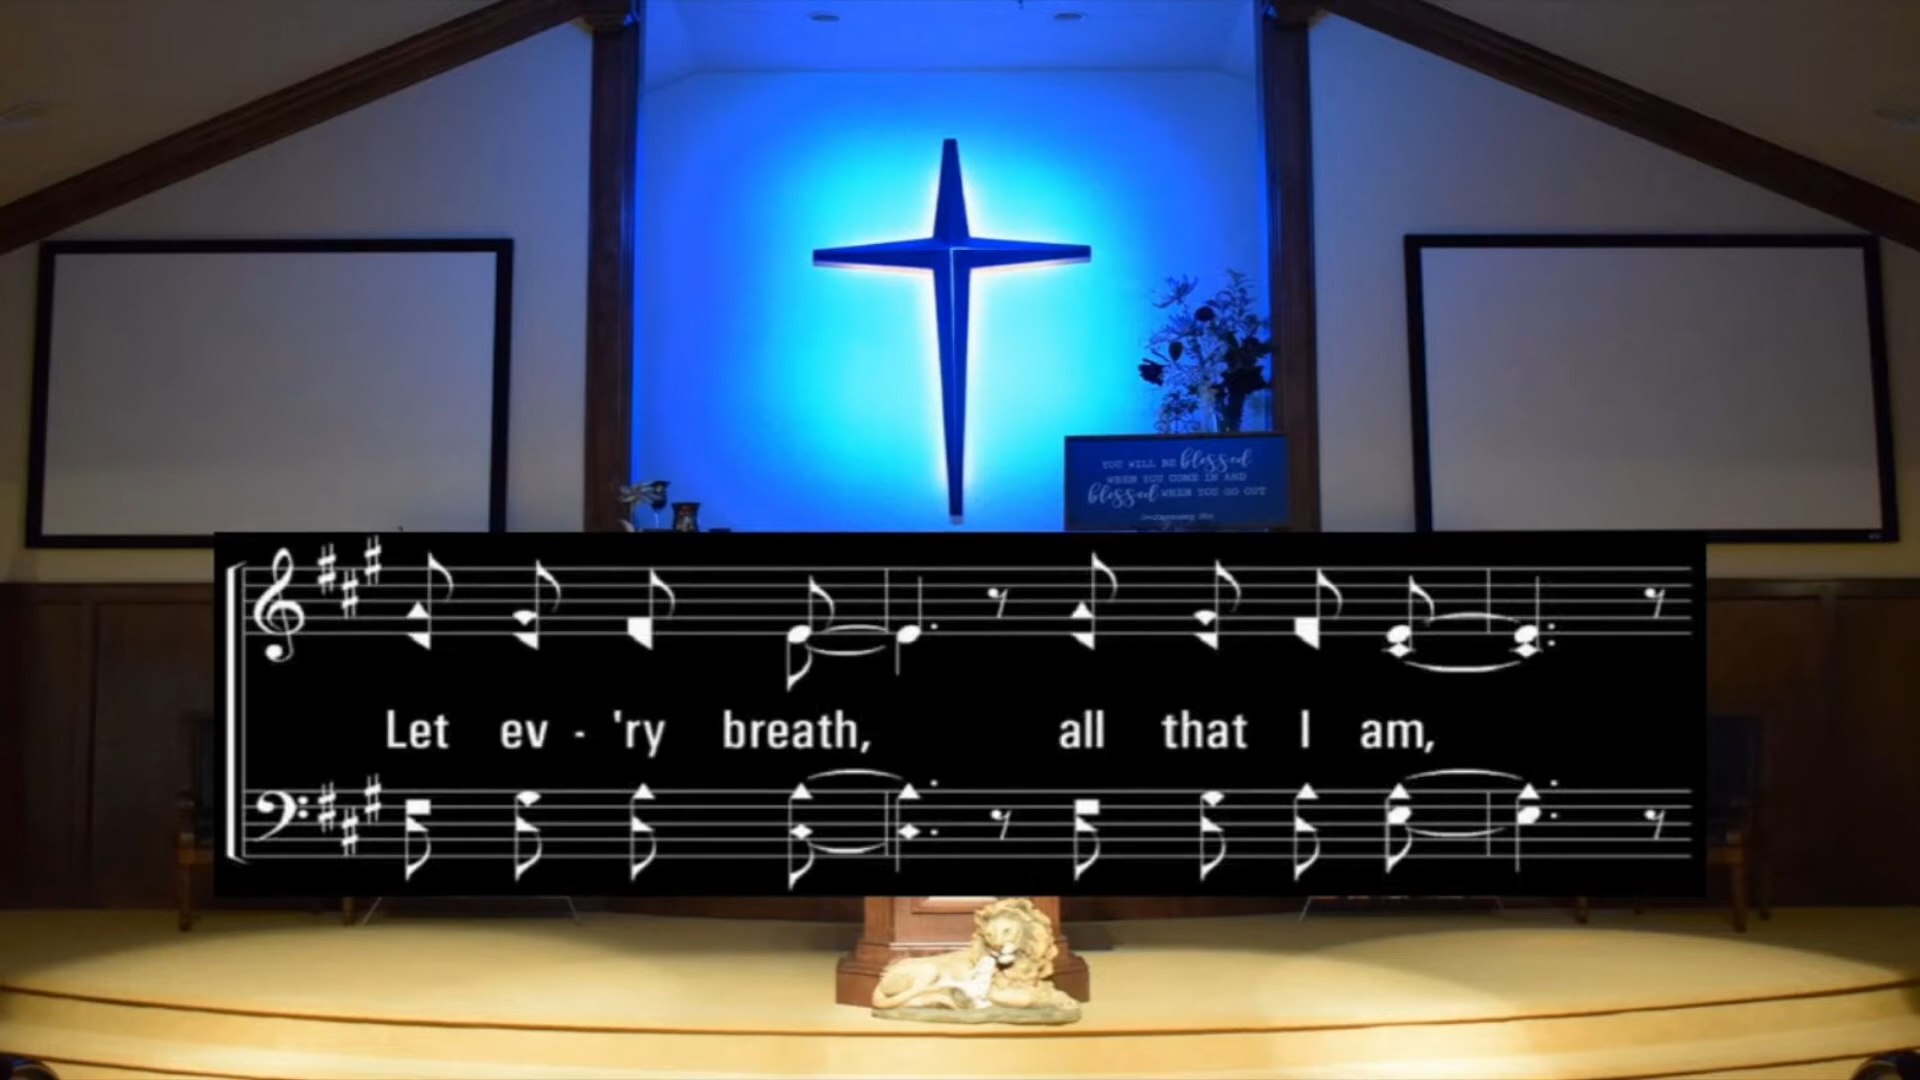 YOU WILL BE blessed
WHEN YOU COME IN AND
blessed WHEN YOU GO OUT
Let ev - 'ry breath, all that I am,